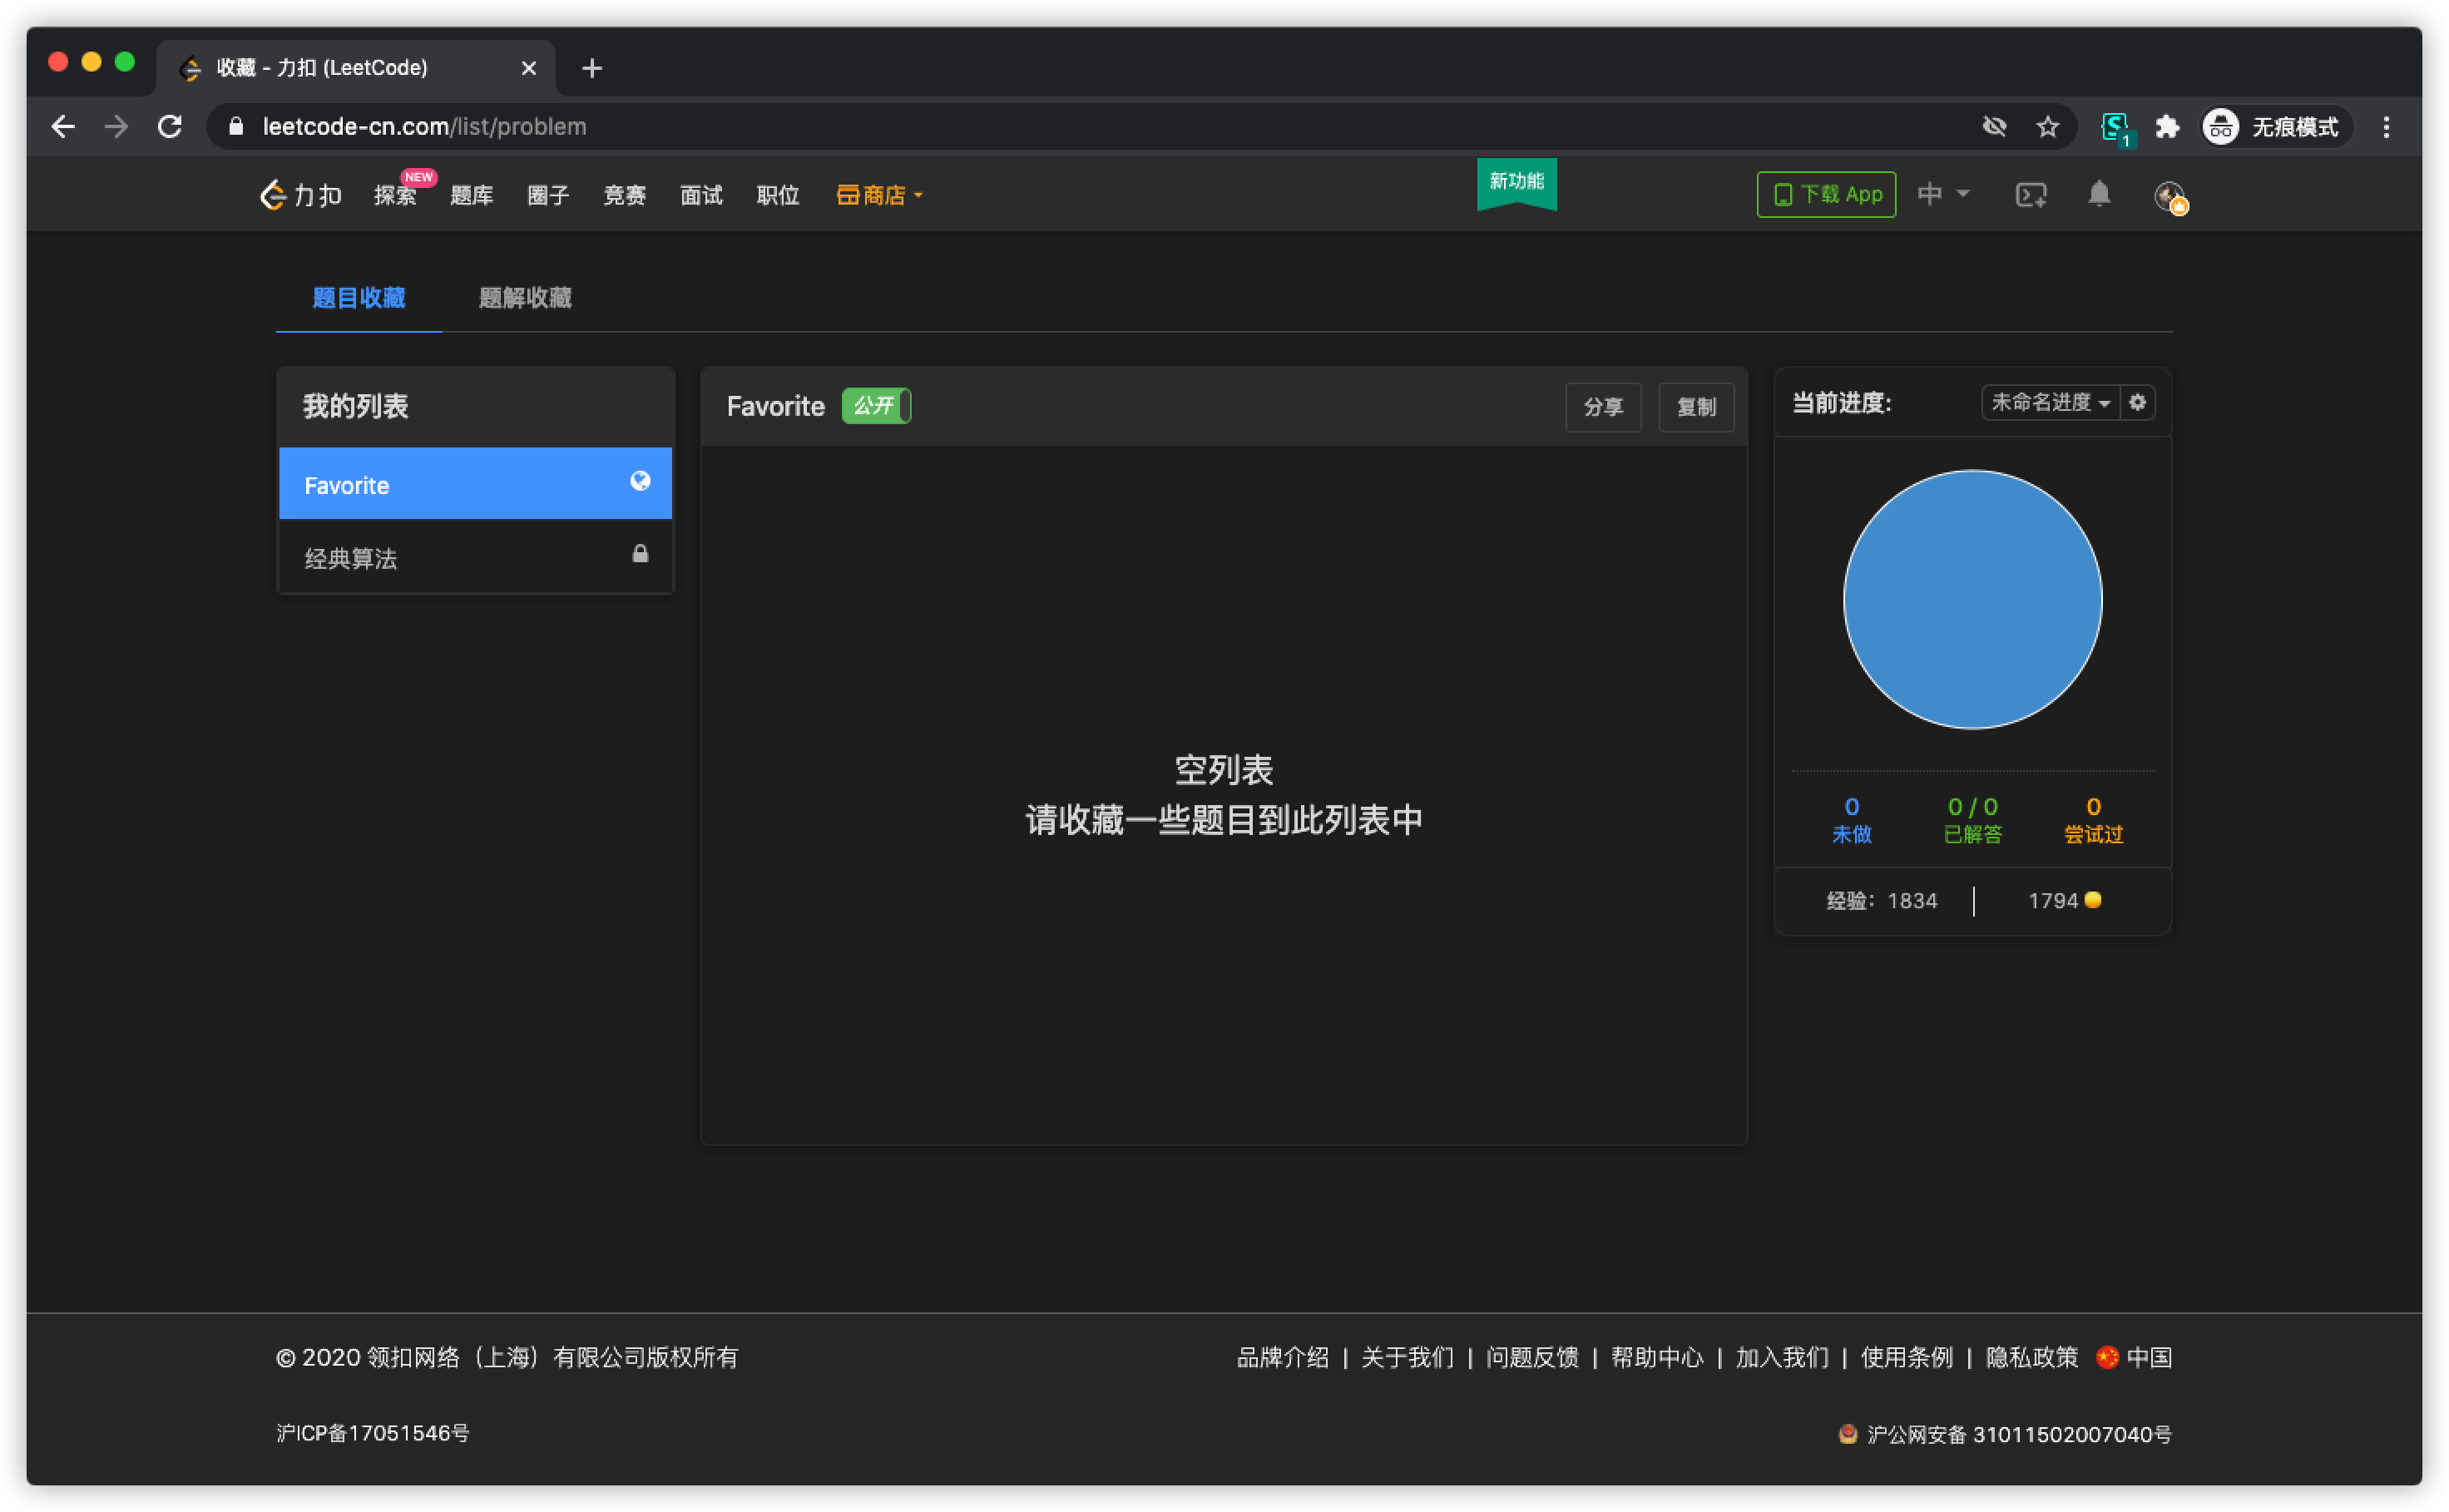 收藏 - 力扣 (LeetCode)
leetcode-cn.com/list/problem
1
无痕模式
力扣 探索 NEW 题库 圈子 竞赛 面试 职位 商店
新功能
下载 App 中
题目收藏 题解收藏
我的列表
Favorite
经典算法
Favorite 公开 分享 复制
空列表
请收藏一些题目到此列表中
当前进度: 未命名进度
0 0 / 0 0
未做 已解答 尝试过
经验: 1834 1794
© 2020 领扣网络（上海）有限公司版权所有
品牌介绍 | 关于我们 | 问题反馈 | 帮助中心 | 加入我们 | 使用条例 | 隐私政策 中国
沪ICP备17051546号
沪公网安备 31011502007040号